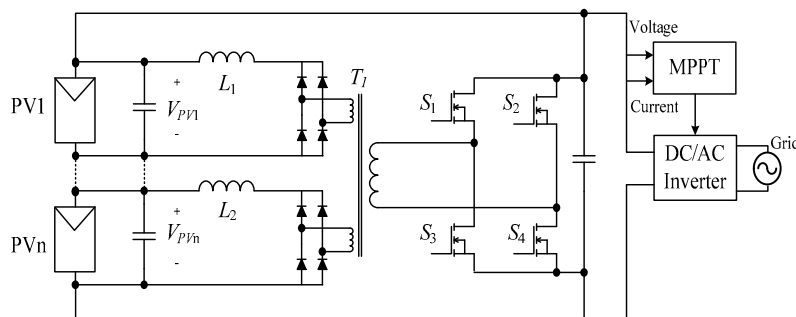 Voltage
T1
PV1
+
VPV1
-
L1
S1
S2
MPPT
Current
Grid
DC/AC
Inverter
PVn
+
VPVn
-
L2
S3
S4